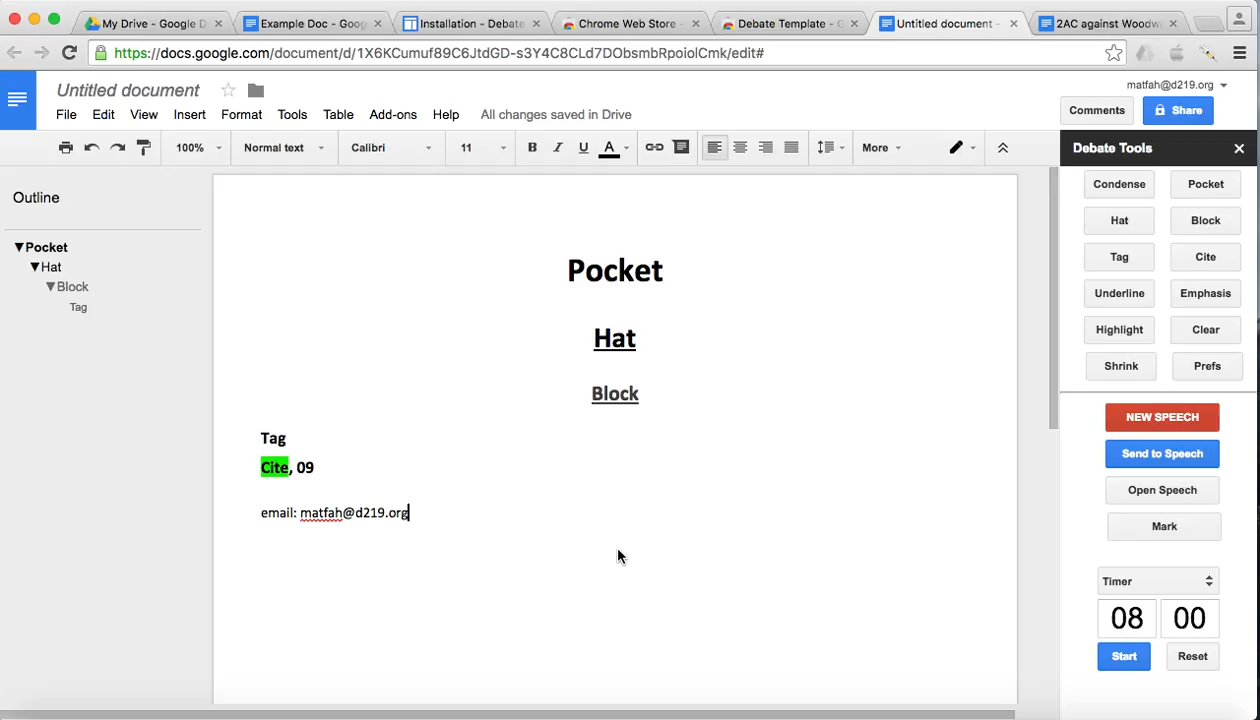 My Drive - Google D
Example Doc - Goog
Installation - Debate
Chrome Web Store -
Debate Template - G
Untitled document -
2AC against Woodw
https://docs.google.com/document/d/1X6KCumuf89C6JtdGD-s3Y4C8CLd7DObsmbRpoiolCmk/edit#
Untitled document
matfah@d219.org
File Edit View Insert Format Tools Table Add-ons Help All changes saved in Drive
Comments Share
100% Normal text Calibri 11 B I U A More
Debate Tools
Outline
Pocket
Hat
Block
Tag
Pocket
Hat
Block
Tag
Cite, 09
email: matfah@d219.org
Condense Pocket
Hat Block
Tag Cite
Underline Emphasis
Highlight Clear
Shrink Prefs
NEW SPEECH
Send to Speech
Open Speech
Mark
Timer
08 00
Start Reset